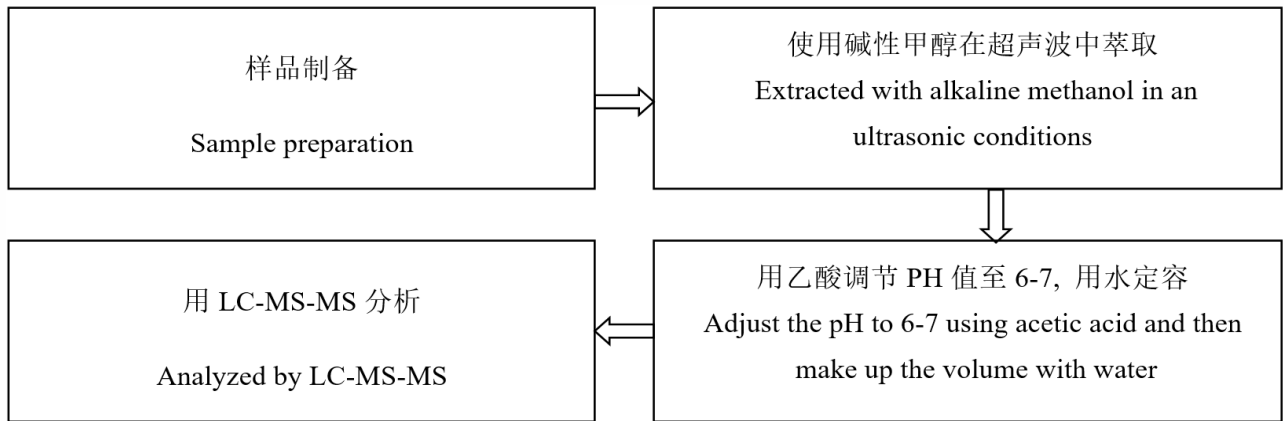 样品制备
Sample preparation
使用碱性甲醇在超声波中萃取
Extracted with alkaline methanol in an
ultrasonic conditions
用乙酸调节 PH 值至 6-7, 用水定容
Adjust the pH to 6-7 using acetic acid and then
make up the volume with water
用 LC-MS-MS 分析
Analyzed by LC-MS-MS